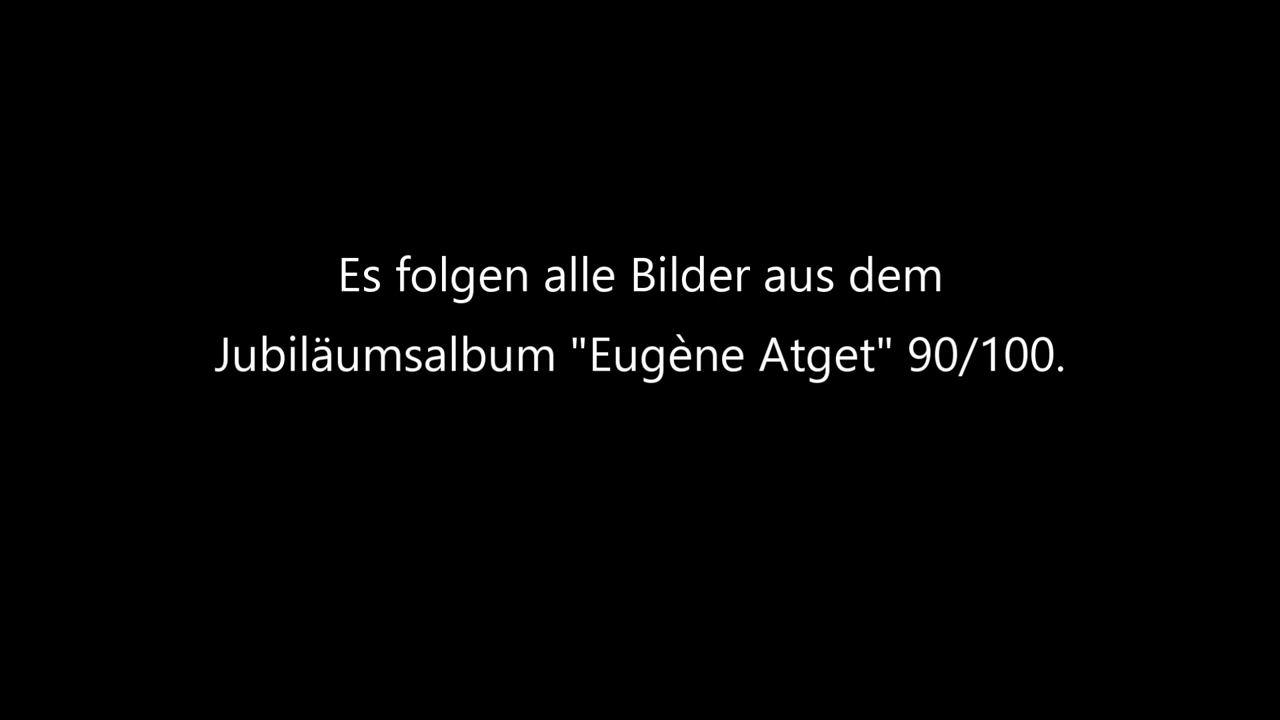 Es folgen alle Bilder aus dem
Jubiläumsalbum "Eugène Atget" 90/100.